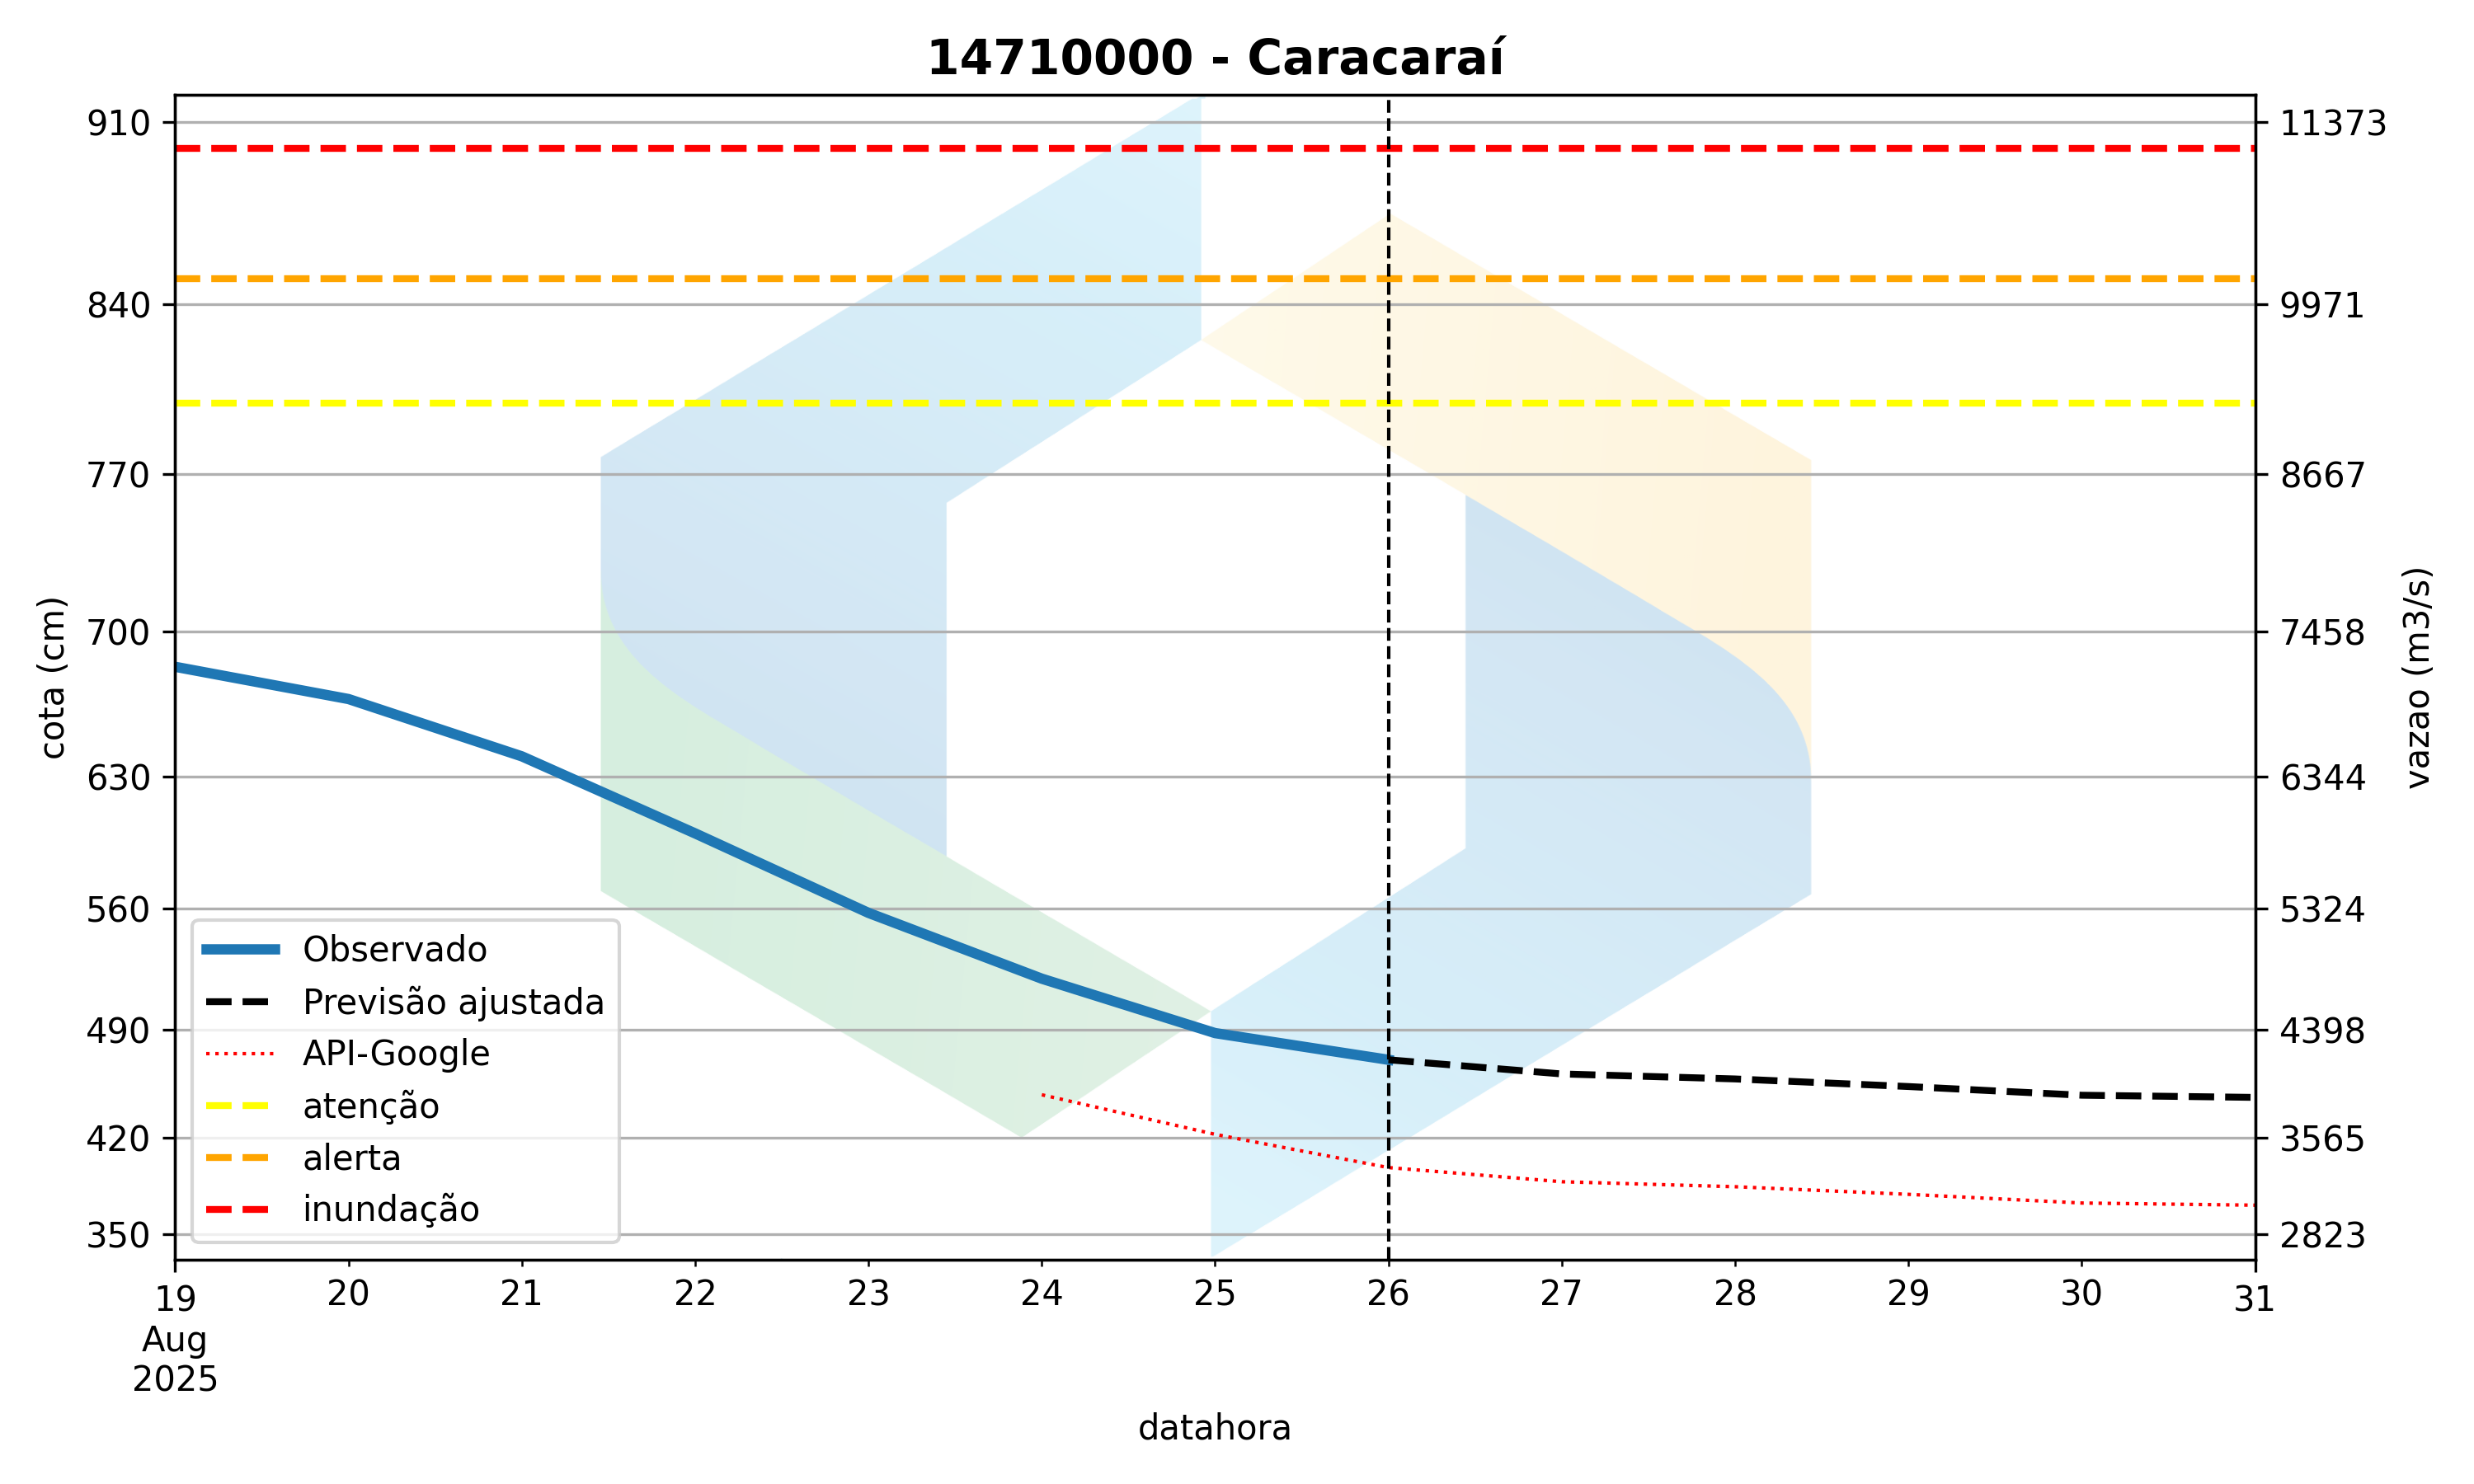 14710000 - Caracaraí
910
840
770
700
630
560
490
420
350
cota (cm)
11373
9971
8667
7458
6344
5324
4398
3565
2823
vazao (m3/s)
Observado
Previsão ajustada
API-Google
atenção
alerta
inundação
19 20 21 22 23 24 25 26 27 28 29 30 31
Aug
2025
datahora